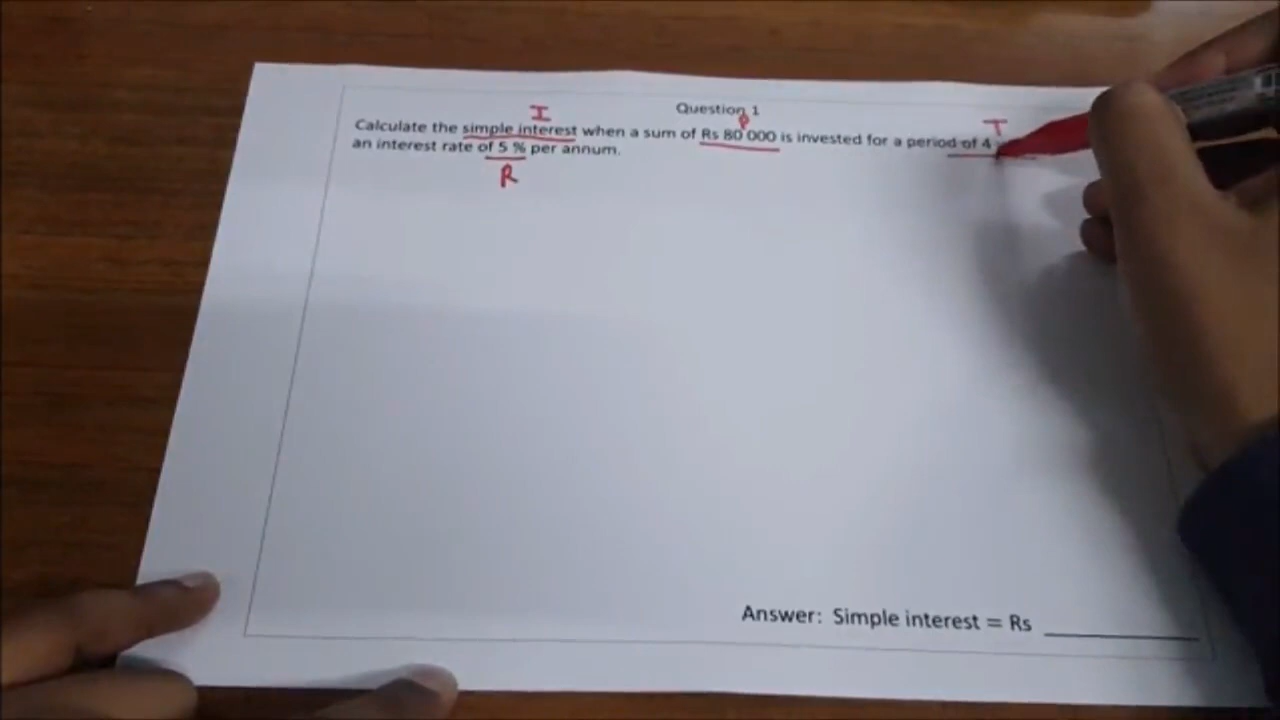 Question 1
I P T
Calculate the simple interest when a sum of Rs 80 000 is invested for a period of 4
an interest rate of 5 % per annum.
R
Answer: Simple interest = Rs